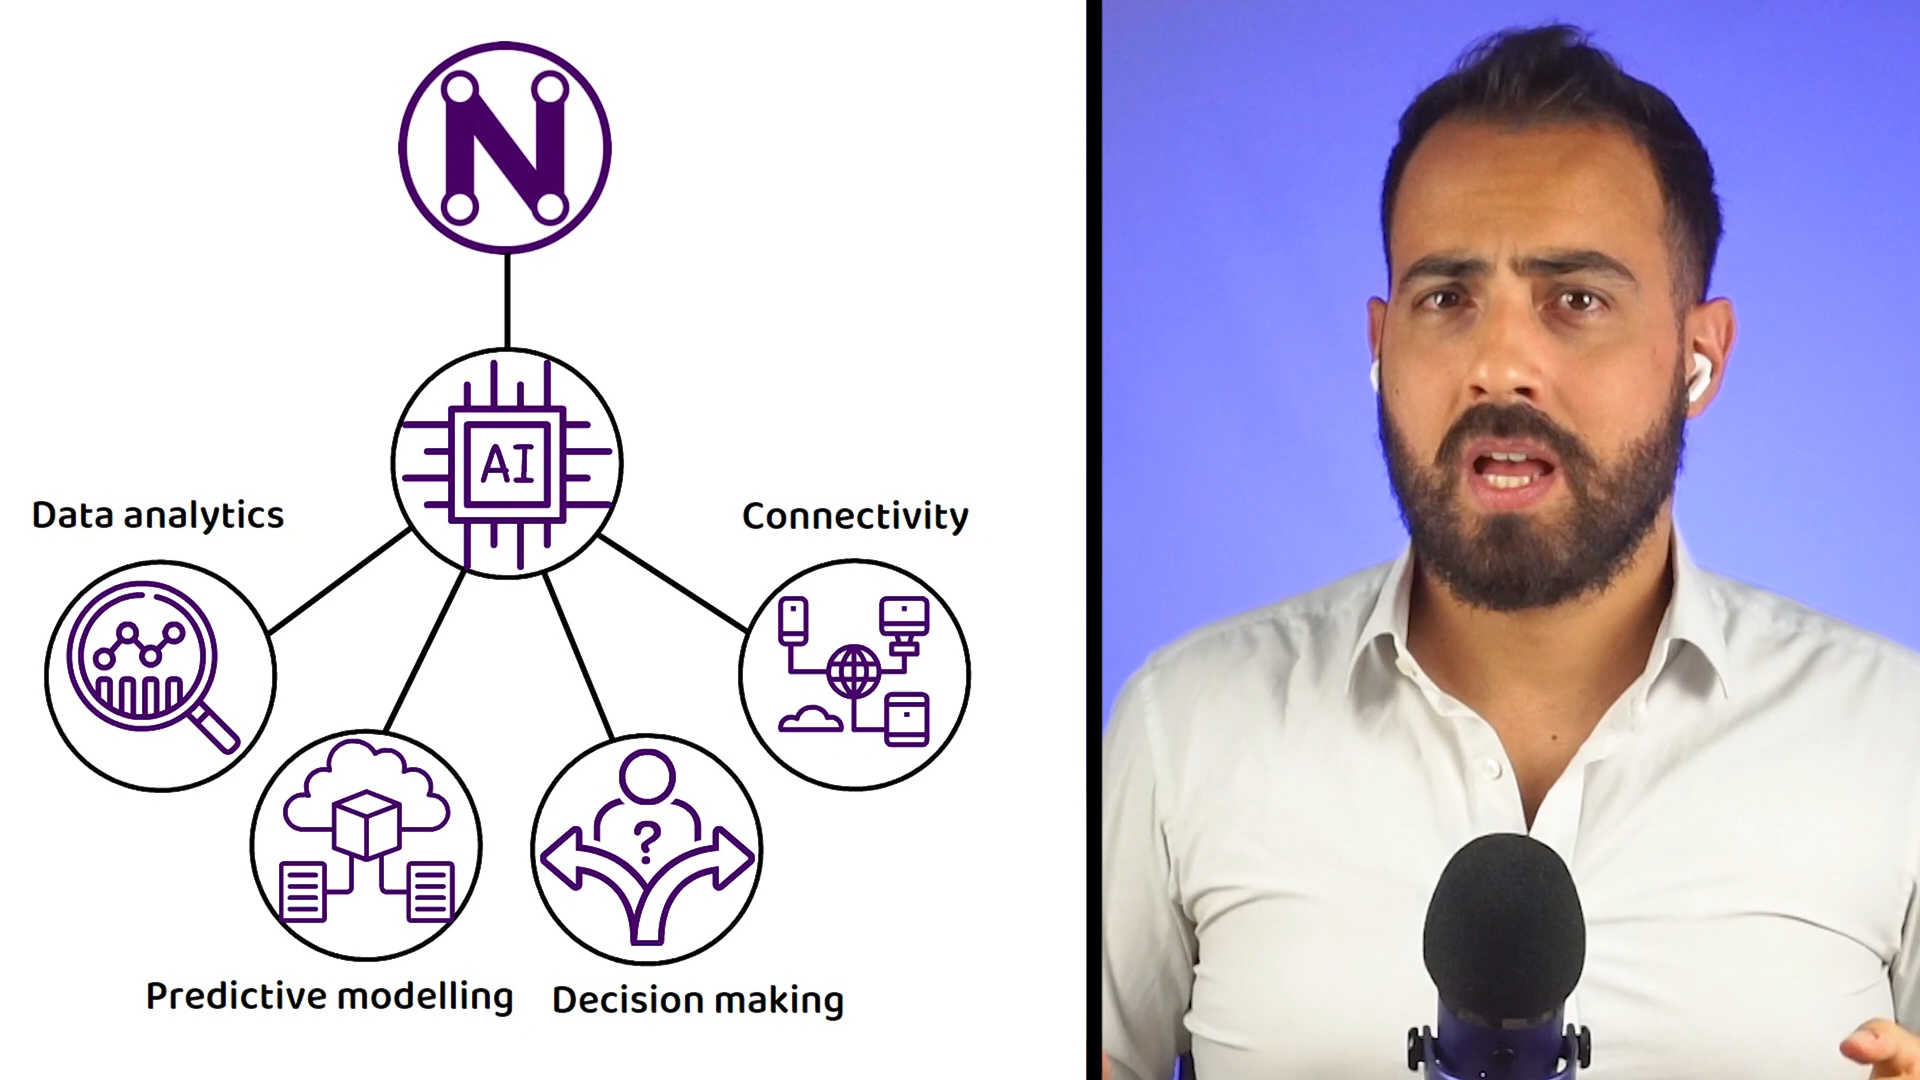 N
AI
Data analytics
Connectivity
?
Predictive modelling
Decision making